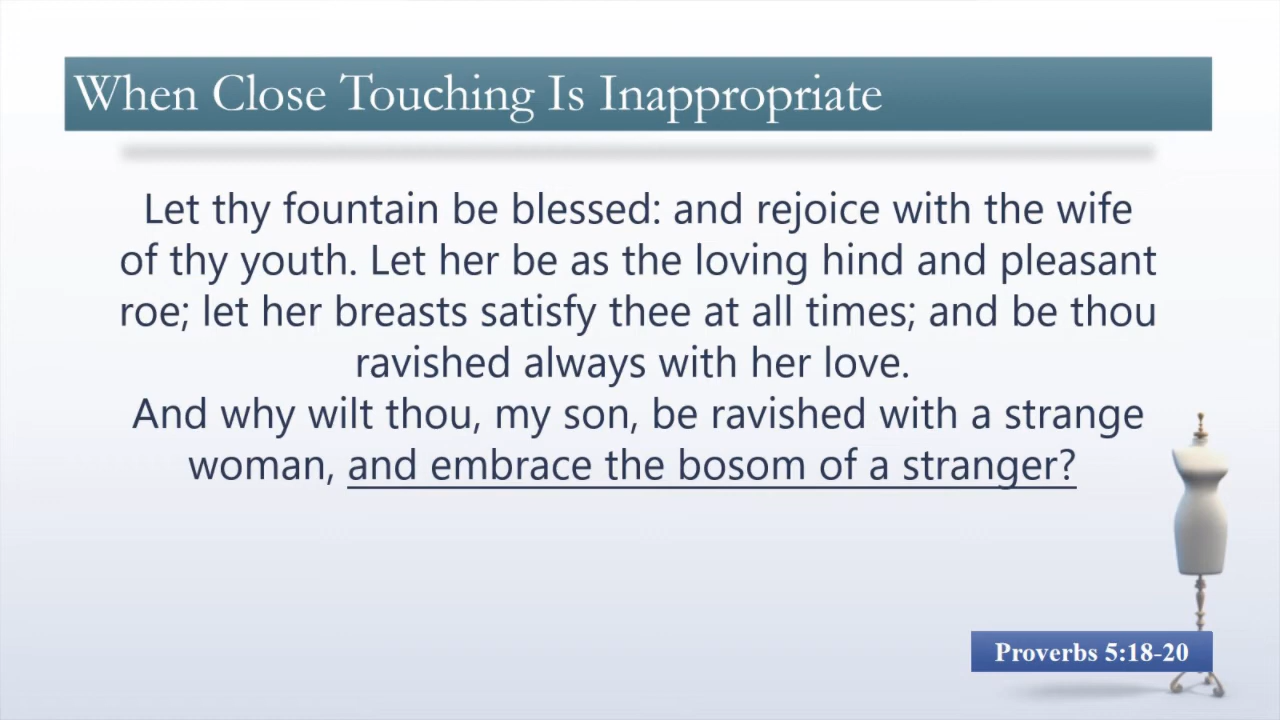 When Close Touching Is Inappropriate
Let thy fountain be blessed: and rejoice with the wife
of thy youth. Let her be as the loving hind and pleasant
roe; let her breasts satisfy thee at all times; and be thou
ravished always with her love.
And why wilt thou, my son, be ravished with a strange
woman, and embrace the bosom of a stranger?
Proverbs 5:18-20